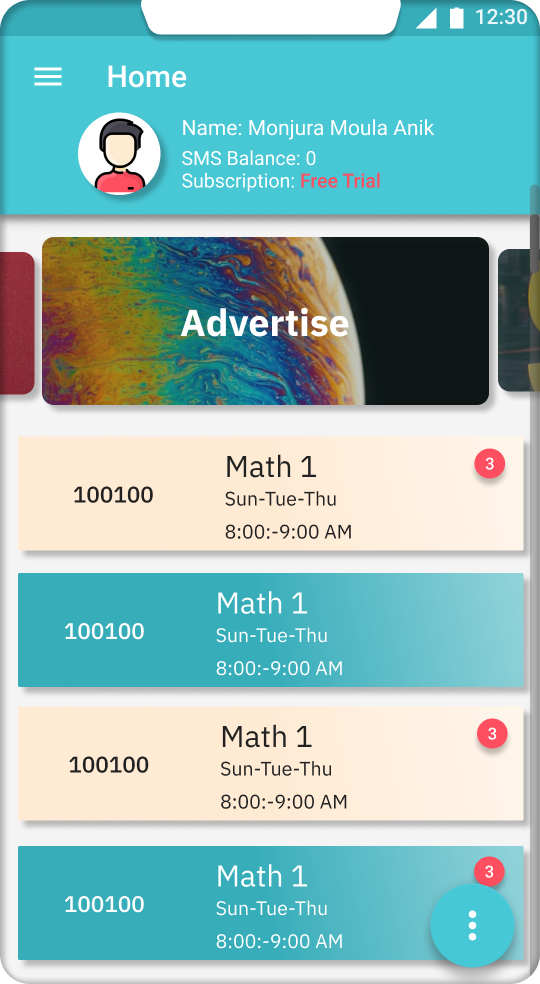 12:30
Home
Name: Monjura Moula Anik
SMS Balance: 0
Subscription: Free Trial
Advertise
Math 1
3
100100
Sun-Tue-Thu
8:00:-9:00 AM
Math 1
100100
Sun-Tue-Thu
8:00:-9:00 AM
Math 1
3
100100
Sun-Tue-Thu
8:00:-9:00 AM
Math 1
3
100100
Sun-Tue-Thu
8:00:-9:00 AM